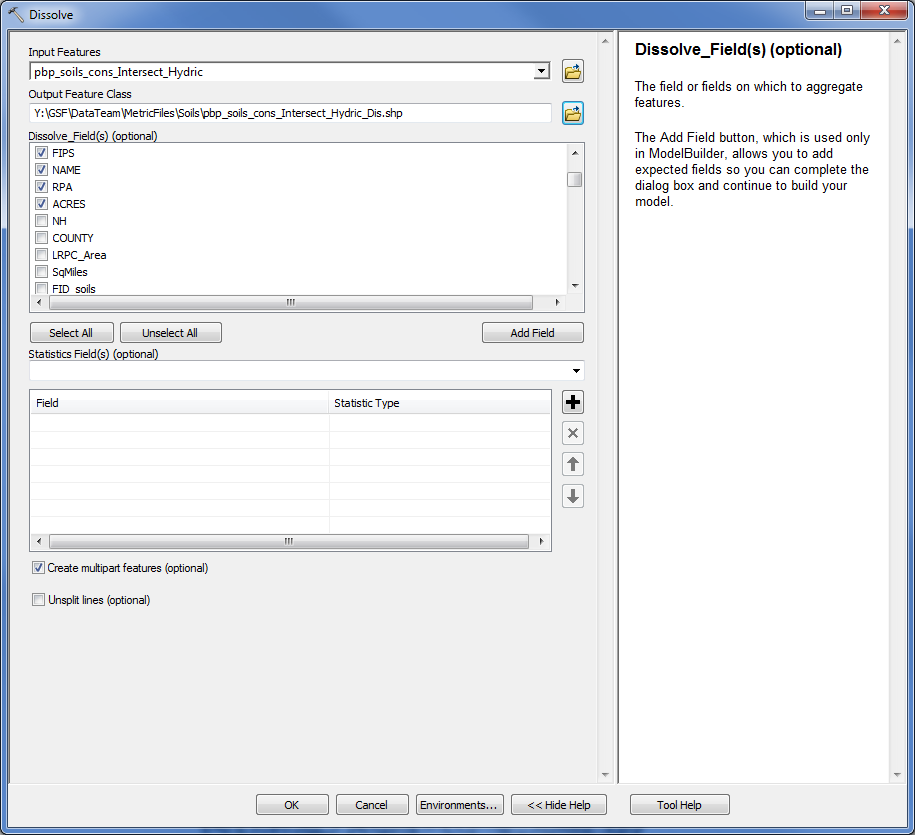 Dissolve
Input Features
pbp_soils_cons_Intersect_Hydric
Output Feature Class
Y:\GSF\DataTeam\MetricFiles\Soils\pbp_soils_cons_Intersect_Hydric_Dis.shp
Dissolve_Field(s) (optional)
FIPS
NAME
RPA
ACRES
NH
COUNTY
LRPC_Area
SqMiles
FID_soils
Select All
Unselect All
Add Field
Statistics Field(s) (optional)
Field
Statistic Type
Create multipart features (optional)
Unsplit lines (optional)
OK
Cancel
Environments...
<< Hide Help
Tool Help
Dissolve_Field(s) (optional)
The field or fields on which to aggregate
features.
The Add Field button, which is used only
in ModelBuilder, allows you to add
expected fields so you can complete the
dialog box and continue to build your
model.